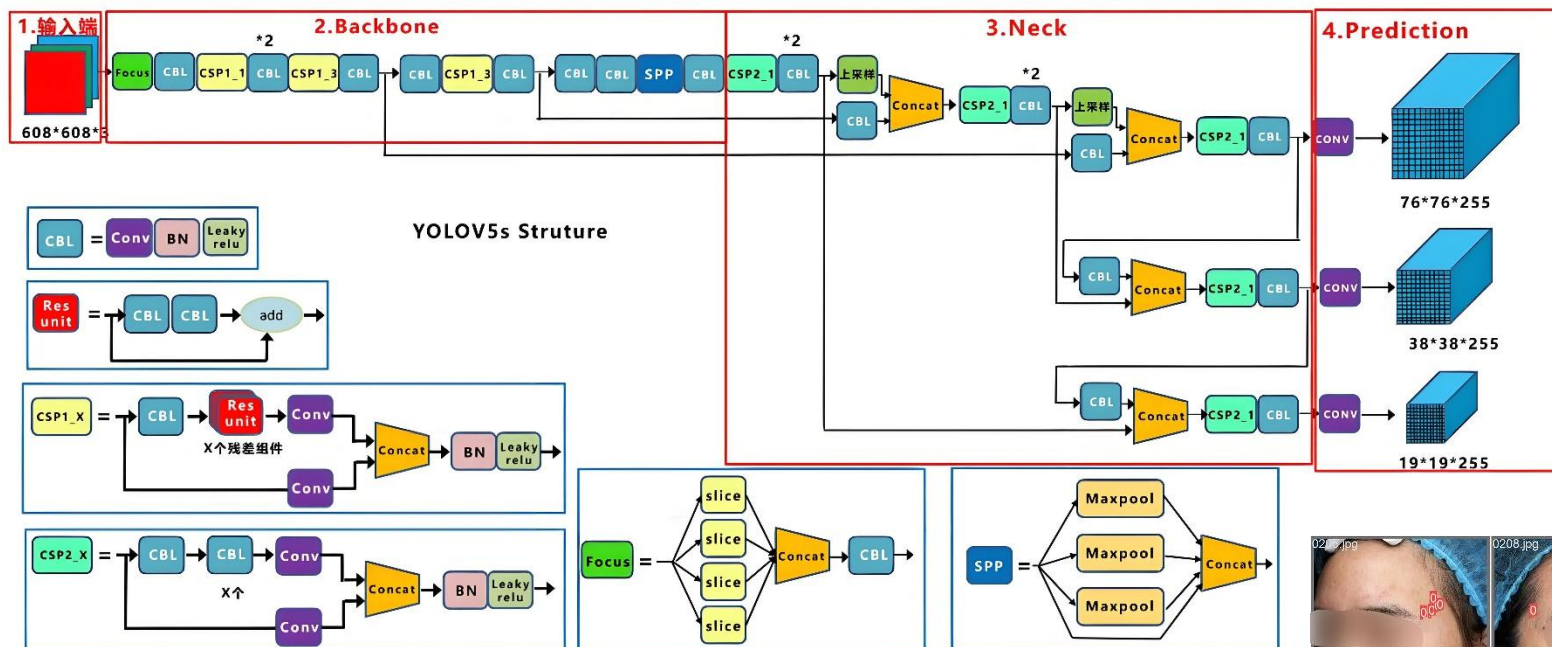 1.输入端
2.Backbone
3.Neck
4.Prediction
*2
*2
*2
Focus CBL CSP1_1 CBL CSP1_3 CBL CBL CSP1_3 CBL CBL CBL SPP CBL CSP2_1 CBL 上采样
CBL Concat CSP2_1 CBL 上采样
CBL Concat CSP2_1 CBL CONV
608*608*3
76*76*255
YOLOV5s Struture
CBL = Conv BN Leaky relu
CBL Concat CSP2_1 CBL CONV
38*38*255
Res unit = CBL CBL add
CBL Concat CSP2_1 CBL CONV
19*19*255
CSP1_X = CBL Res unit Conv
X个残差组件
Concat BN Leaky relu
Conv
CSP2_X = CBL CBL Conv
X个
Concat BN Leaky relu
Conv
Focus = slice
slice
slice
slice
Concat CBL
SPP = Maxpool
Maxpool
Maxpool
Concat
0208.jpg